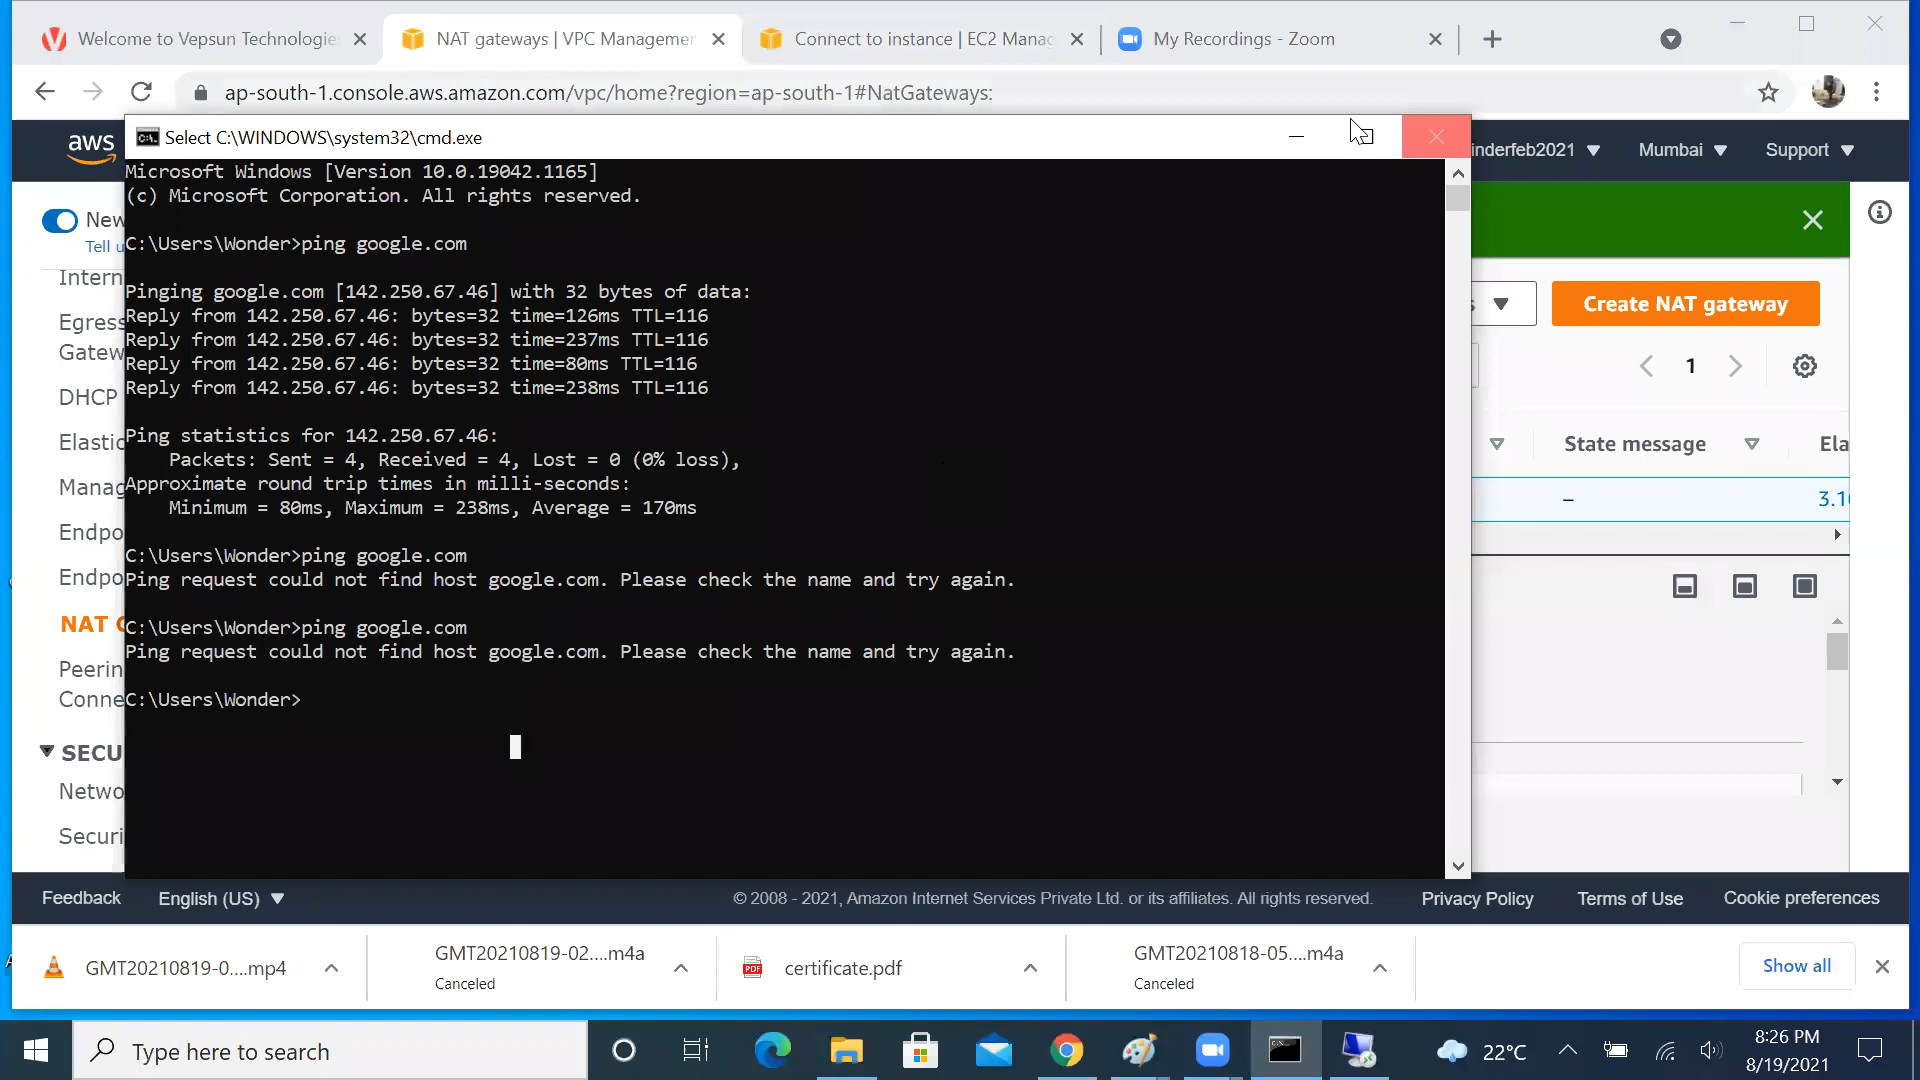 Welcome to Vepsun Technologie
NAT gateways | VPC Managemen
Connect to instance | EC2 Manag
My Recordings - Zoom
ap-south-1.console.aws.amazon.com/vpc/home?region=ap-south-1#NatGateways:
aws
Select C:\WINDOWS\system32\cmd.exe
inderfeb2021
Mumbai
Support
Microsoft Windows [Version 10.0.19042.1165]
(c) Microsoft Corporation. All rights reserved.
C:\Users\Wonder>ping google.com
Pinging google.com [142.250.67.46] with 32 bytes of data:
Reply from 142.250.67.46: bytes=32 time=126ms TTL=116
Reply from 142.250.67.46: bytes=32 time=237ms TTL=116
Reply from 142.250.67.46: bytes=32 time=80ms TTL=116
Reply from 142.250.67.46: bytes=32 time=238ms TTL=116
Ping statistics for 142.250.67.46:
Packets: Sent = 4, Received = 4, Lost = 0 (0% loss),
Approximate round trip times in milli-seconds:
Minimum = 80ms, Maximum = 238ms, Average = 170ms
C:\Users\Wonder>ping google.com
Ping request could not find host google.com. Please check the name and try again.
C:\Users\Wonder>ping google.com
Ping request could not find host google.com. Please check the name and try again.
C:\Users\Wonder>
New
Tell u
Intern
Egress
Gatew
DHCP
Elastic
Manag
Endpo
Endpo
NAT G
Peerin
Conne
SECU
Netwo
Securi
s
Create NAT gateway
1
State message
Ela
–
3.10
Feedback
English (US)
© 2008 - 2021, Amazon Internet Services Private Ltd. or its affiliates. All rights reserved.
Privacy Policy
Terms of Use
Cookie preferences
GMT20210819-0....mp4
GMT20210819-02....m4a
Canceled
PDF
certificate.pdf
GMT20210818-05....m4a
Canceled
Show all
Type here to search
22°C
8:26 PM
8/19/2021